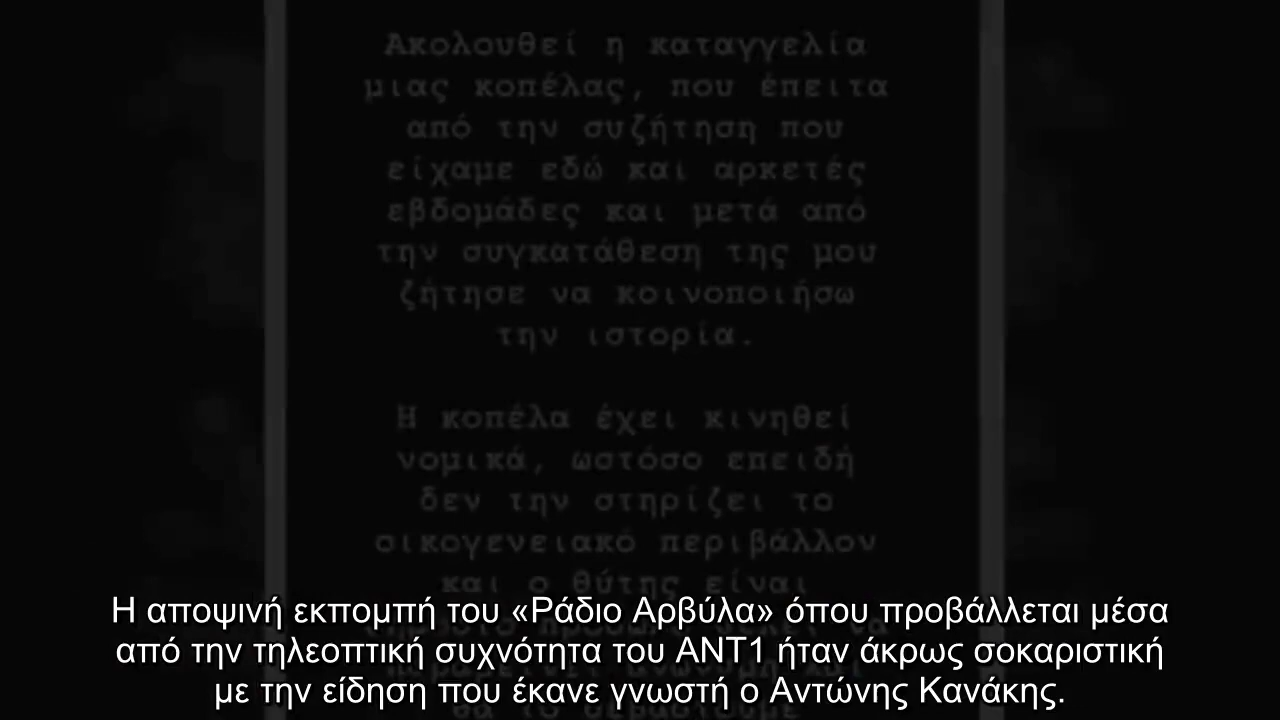 Ακολουθεί η καταγγελία
μιας κοπέλας, που έπειτα
από την συζήτηση που
είχαμε εδώ και αρκετές
εβδομάδες και μετά από
την συγκατάθεση της μου
ζήτησε να κοινοποιήσω
την ιστορία.
Η κοπέλα έχει κινηθεί
νομικά, ωστόσο επειδή
δεν την στηρίζει το
οικογενειακό περιβάλλον
και ο θύτης είναι
Η αποψινή εκπομπή του «Ράδιο Αρβύλα» όπου προβάλλεται μέσα
από την τηλεοπτική συχνότητα του ΑΝΤ1 ήταν άκρως σοκαριστική
με την είδηση που έκανε γνωστή ο Αντώνης Κανάκης.